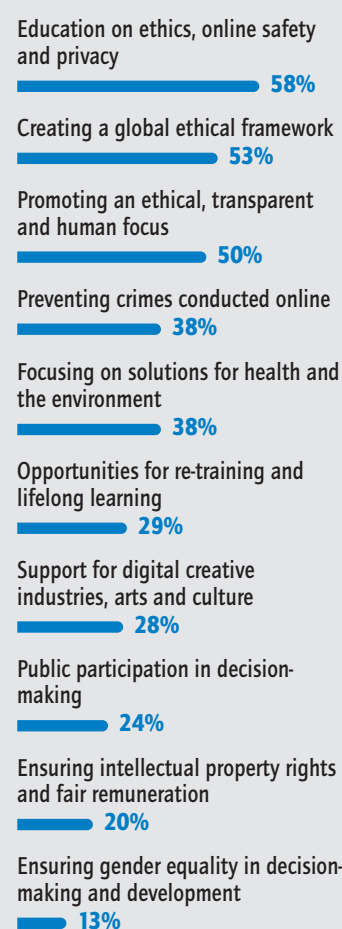 Education on ethics, online safety
and privacy
58%
Creating a global ethical framework
53%
Promoting an ethical, transparent
and human focus
50%
Preventing crimes conducted online
38%
Focusing on solutions for health and
the environment
38%
Opportunities for re-training and
lifelong learning
29%
Support for digital creative
industries, arts and culture
28%
Public participation in decision-
making
24%
Ensuring intellectual property rights
and fair remuneration
20%
Ensuring gender equality in decision-
making and development
13%